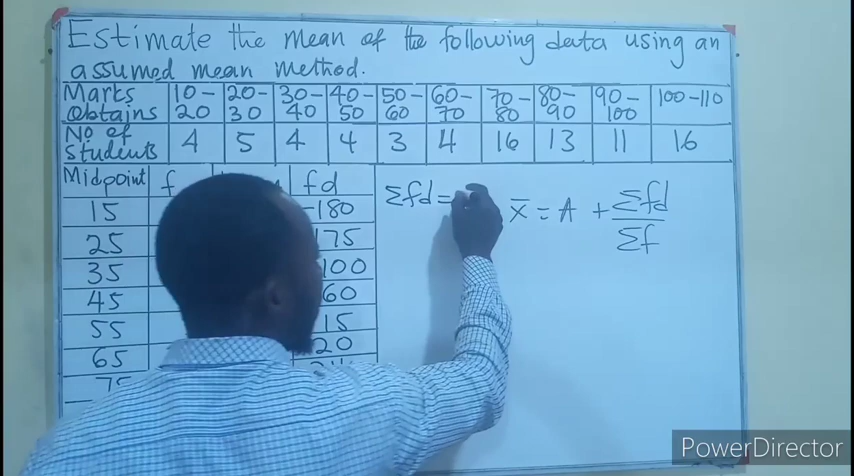 Estimate the mean of the following data using an
assumed mean method.
Marks Obtains 10-20 20-30 30-40 40-50 50-60 60-70 70-80 80-90 90-100 100-110
No of Students 4 5 4 4 3 4 16 13 11 16
Midpoint f fd
15 -180
25 175
35 100
45 60
55 15
65 20
75
Σfd=
x̄ = A + Σfd / Σf
PowerDirector